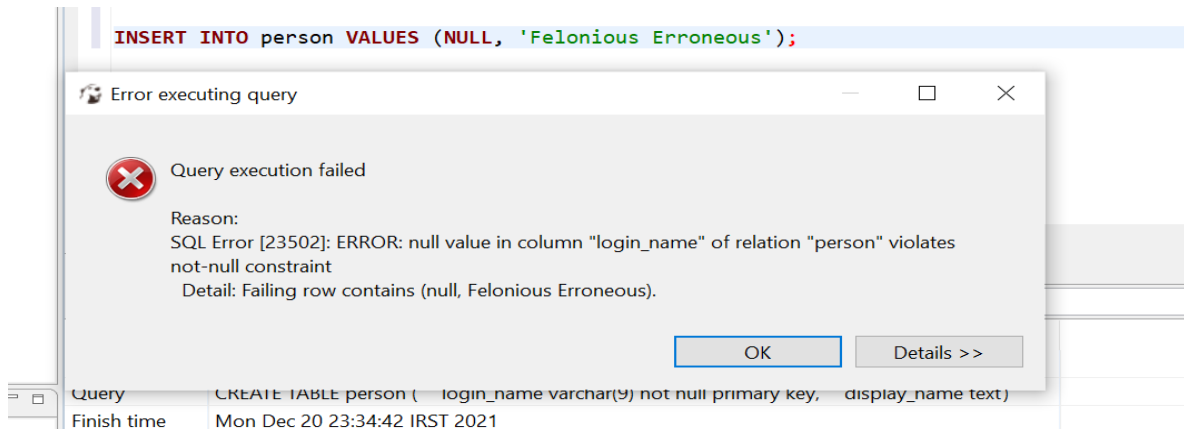 INSERT INTO person VALUES (NULL, 'Felonious Erroneous');
Error executing query
Query execution failed
Reason:
SQL Error [23502]: ERROR: null value in column "login_name" of relation "person" violates
not-null constraint
Detail: Failing row contains (null, Felonious Erroneous).
OK Details >>
Query CREATE TABLE person ( login_name varchar(9) not null primary key, display_name text)
Finish time Mon Dec 20 23:34:42 IRST 2021